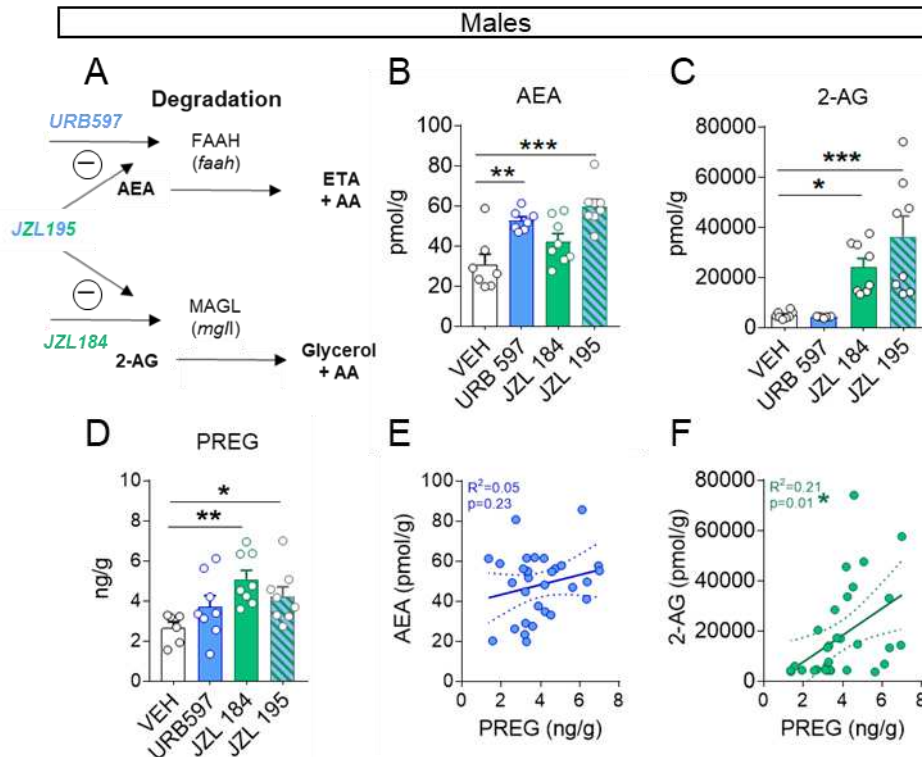 Males
A
Degradation
URB597
FAAH
(faah)
−
AEA
ETA
+ AA
JZL195
−
MAGL
(mgll)
JZL184
2-AG
Glycerol
+ AA
B
AEA
pmol/g
100
80
60
40
20
0
**
***
VEH
URB 597
JZL 184
JZL 195
C
2-AG
pmol/g
80000
60000
40000
20000
0
***
*
VEH
URB 597
JZL 184
JZL 195
D
PREG
ng/g
10
8
6
4
2
0
*
**
VEH
URB597
JZL 184
JZL 195
E
AEA (pmol/g)
100
80
60
40
20
0
R²=0.05
p=0.23
0 2 4 6 8
PREG (ng/g)
F
2-AG (pmol/g)
80000
60000
40000
20000
0
R²=0.21
p=0.01 *
0 2 4 6 8
PREG (ng/g)